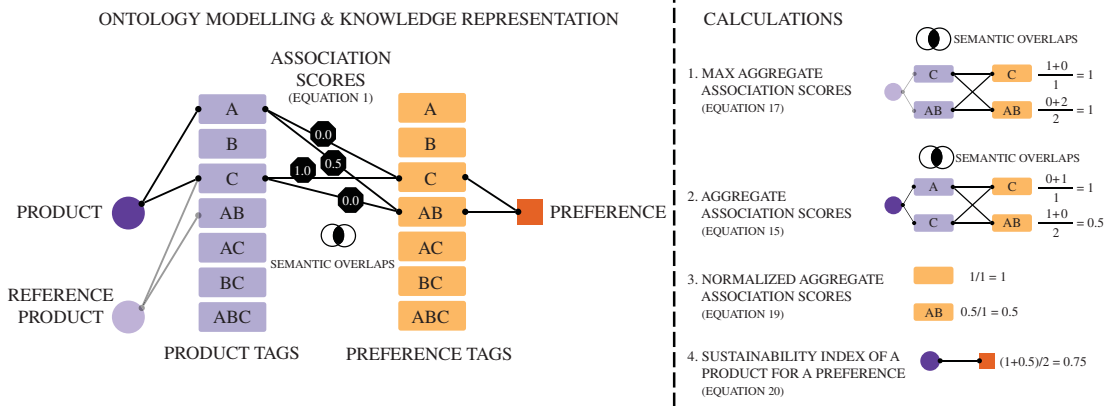 ONTOLOGY MODELLING & KNOWLEDGE REPRESENTATION
ASSOCIATION
SCORES
(EQUATION 1)
A
B
C
AB
AC
BC
ABC
0.0
0.5
1.0
0.0
A
B
C
AB
AC
BC
ABC
PRODUCT
REFERENCE
PRODUCT
SEMANTIC OVERLAPS
PREFERENCE
PRODUCT TAGS
PREFERENCE TAGS
CALCULATIONS
SEMANTIC OVERLAPS
1. MAX AGGREGATE
ASSOCIATION SCORES
(EQUATION 17)
C
C
1+0
1
= 1
AB
AB
0+2
2
= 1
SEMANTIC OVERLAPS
2. AGGREGATE
ASSOCIATION SCORES
(EQUATION 15)
A
C
0+1
1
= 1
C
AB
1+0
2
= 0.5
3. NORMALIZED AGGREGATE
ASSOCIATION SCORES
(EQUATION 19)
1/1 = 1
AB
0.5/1 = 0.5
4. SUSTAINABILITY INDEX OF A
PRODUCT FOR A PREFERENCE
(EQUATION 20)
(1+0.5)/2 = 0.75